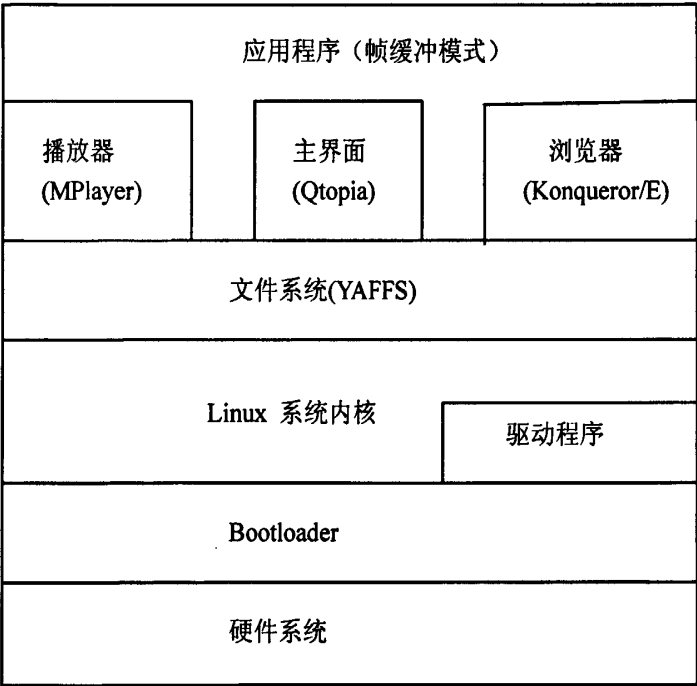 应用程序（帧缓冲模式）
播放器
(MPlayer)
主界面
(Qtopia)
浏览器
(Konqueror/E)
文件系统(YAFFS)
Linux 系统内核
驱动程序
Bootloader
硬件系统